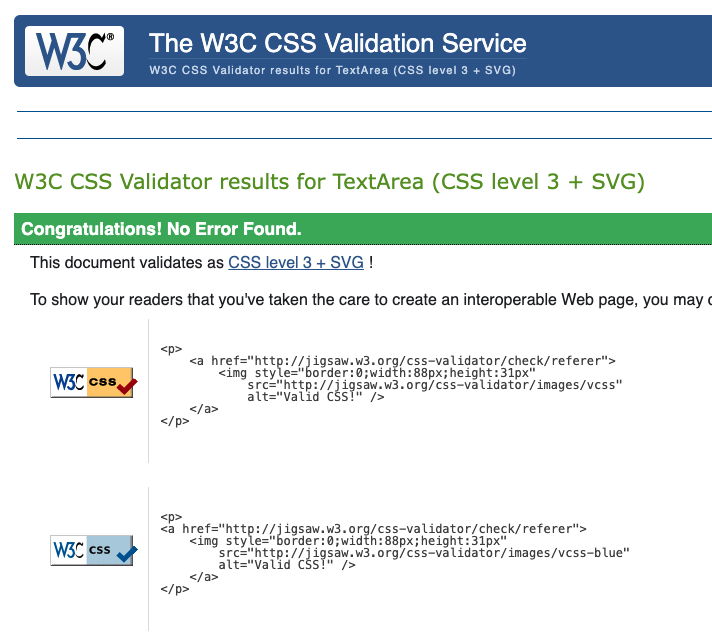 W3C®
The W3C CSS Validation Service
W3C CSS Validator results for TextArea (CSS level 3 + SVG)
W3C CSS Validator results for TextArea (CSS level 3 + SVG)
Congratulations! No Error Found.
This document validates as CSS level 3 + SVG !
To show your readers that you've taken the care to create an interoperable Web page, you may
W3C css
<p>
    <a href="http://jigsaw.w3.org/css-validator/check/referer">
        <img style="border:0;width:88px;height:31px"
            src="http://jigsaw.w3.org/css-validator/images/vcss"
            alt="Valid CSS!" />
    </a>
</p>
W3C css
<p>
<a href="http://jigsaw.w3.org/css-validator/check/referer">
    <img style="border:0;width:88px;height:31px"
        src="http://jigsaw.w3.org/css-validator/images/vcss-blue"
        alt="Valid CSS!" />
    </a>
</p>